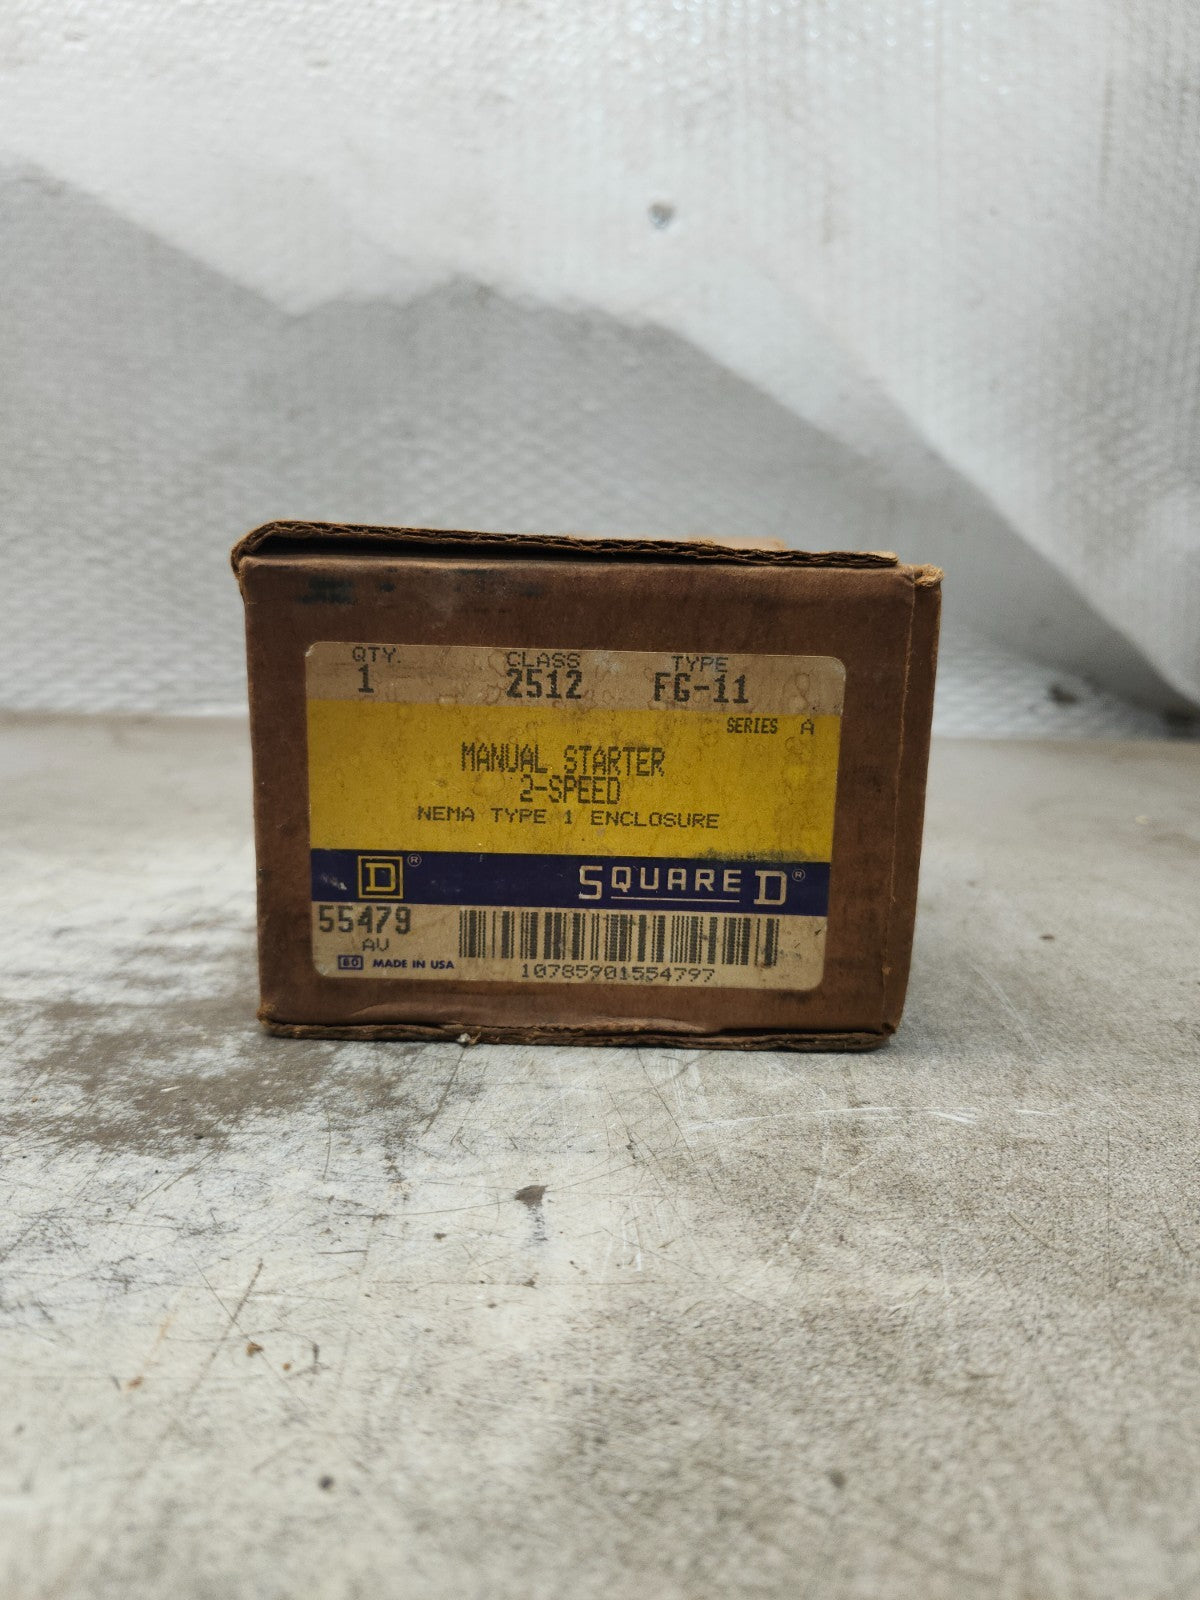 QTY. CLASS TYPE
1 2512 FG-11
SERIES A
MANUAL STARTER
2-SPEED
NEMA TYPE 1 ENCLOSURE
D® SQUARE D®
55479
AV
60 MADE IN USA
10785901554797